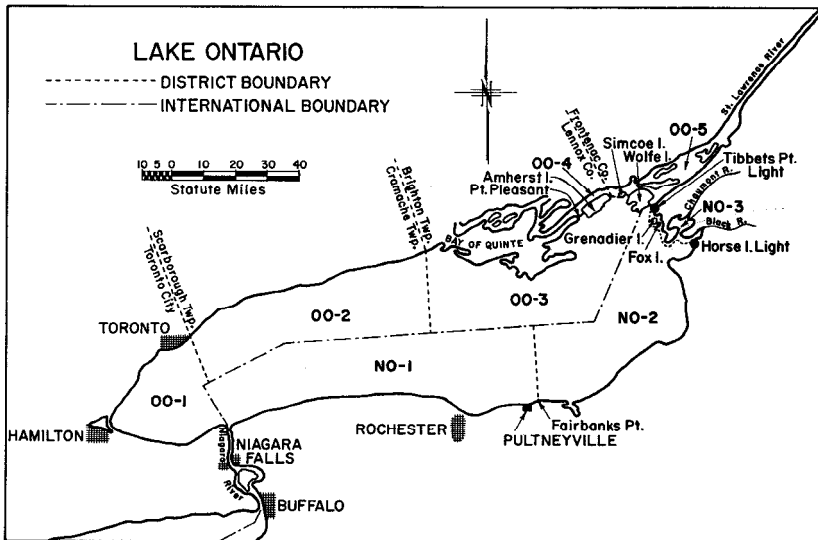 LAKE ONTARIO
DISTRICT BOUNDARY
INTERNATIONAL BOUNDARY
10 5 0 10 20 30 40
Statute Miles
N
St. Lawrence River
Frontenac Co.
Lennox Co.
Simcoe I.
Wolfe I.
OO-5
Tibbets Pt.
Light
OO-4
Amherst I.
Pt. Pleasant
Chaumont R.
NO-3
Black R.
Brighton Twp.
Cramache Twp.
BAY OF QUINTE
Grenadier I.
Fox I.
Horse I. Light
Scarborough Twp.
Toronto City
TORONTO
OO-2
OO-3
NO-2
NO-1
OO-1
HAMILTON
ROCHESTER
Fairbanks Pt.
PULTNEYVILLE
Niagara
River
NIAGARA
FALLS
BUFFALO